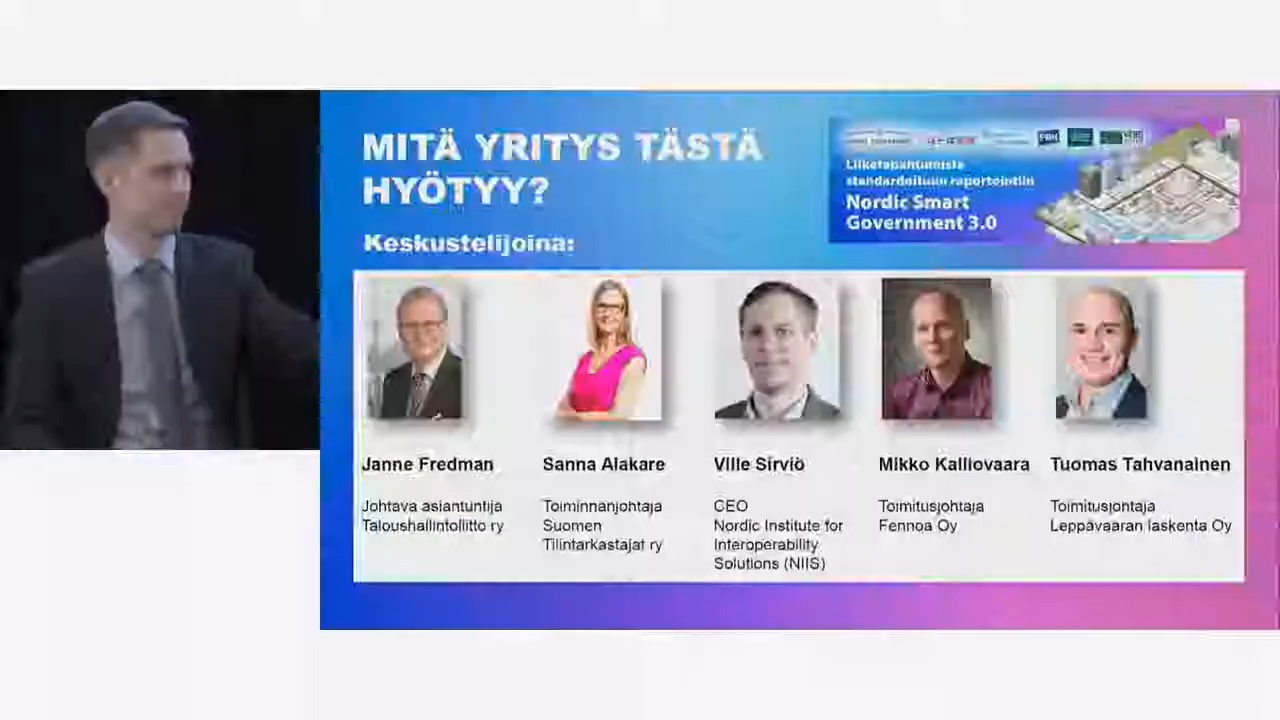 MITÄ YRITYS TÄSTÄ
HYÖTYY?
Keskustelijoina:
PRH
Liiketapahtumista
standardoituun raportointiin
Nordic Smart
Government 3.0
Janne Fredman
Johtava asiantuntija
Taloushallintoliitto ry
Sanna Alakare
Toiminnanjohtaja
Suomen
Tilintarkastajat ry
Ville Sirviö
CEO
Nordic Institute for
Interoperability
Solutions (NIIS)
Mikko Kalliovaara
Toimitusjohtaja
Fennoa Oy
Tuomas Tahvanainen
Toimitusjohtaja
Leppävaaran laskenta Oy